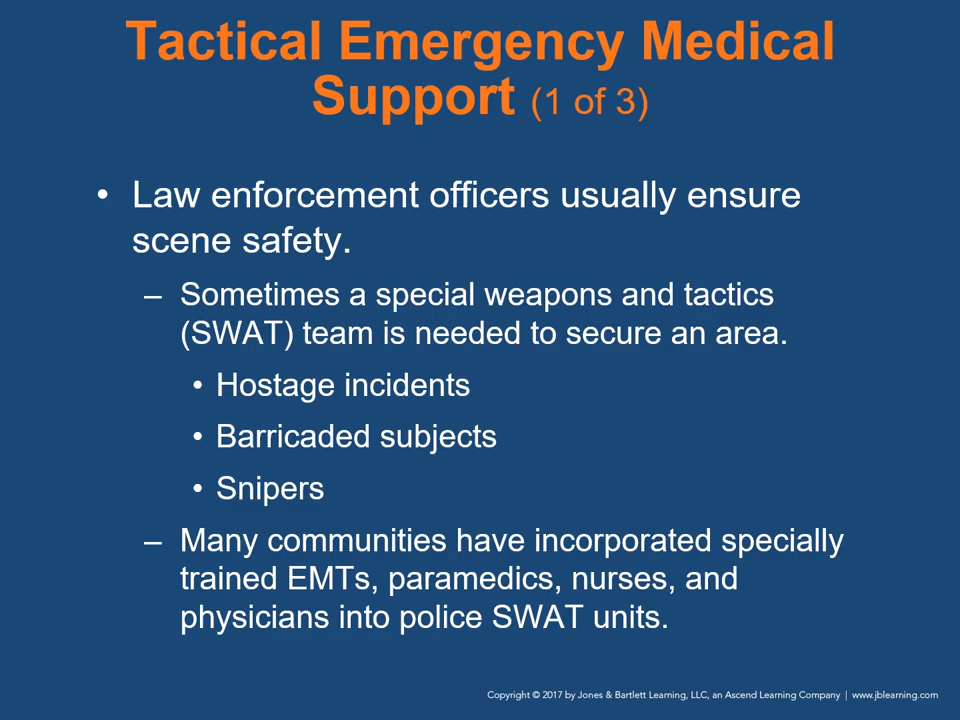 Tactical Emergency Medical
Support (1 of 3)
• Law enforcement officers usually ensure
scene safety.
– Sometimes a special weapons and tactics
(SWAT) team is needed to secure an area.
• Hostage incidents
• Barricaded subjects
• Snipers
– Many communities have incorporated specially
trained EMTs, paramedics, nurses, and
physicians into police SWAT units.
Copyright © 2017 by Jones & Bartlett Learning, LLC, an Ascend Learning Company | www.jblearning.com